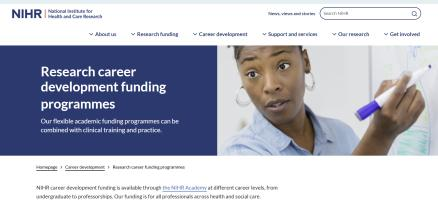 NIHR | National Institute for
Health and Care Research
News, views and stories
Search NIHR
About us
Research funding
Career development
Support and services
Our research
Get involved
Research career
development funding
programmes
Our flexible academic funding programmes can be
combined with clinical training and practice.
Homepage > Career development > Research career funding programmes
NIHR career development funding is available through the NIHR Academy at different career levels, from
undergraduate to professorships. Our funding is for all professionals across health and social care.